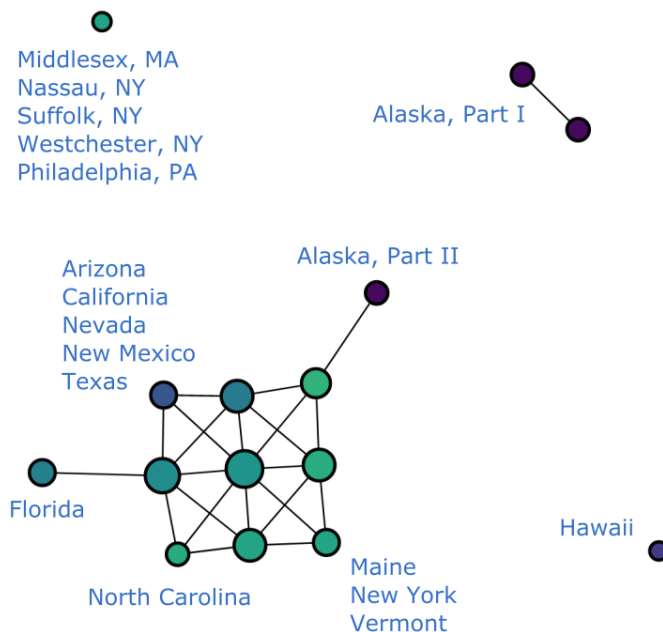 Middlesex, MA
Nassau, NY
Suffolk, NY
Westchester, NY
Philadelphia, PA
Alaska, Part I
Alaska, Part II
Arizona
California
Nevada
New Mexico
Texas
Florida
Hawaii
North Carolina
Maine
New York
Vermont